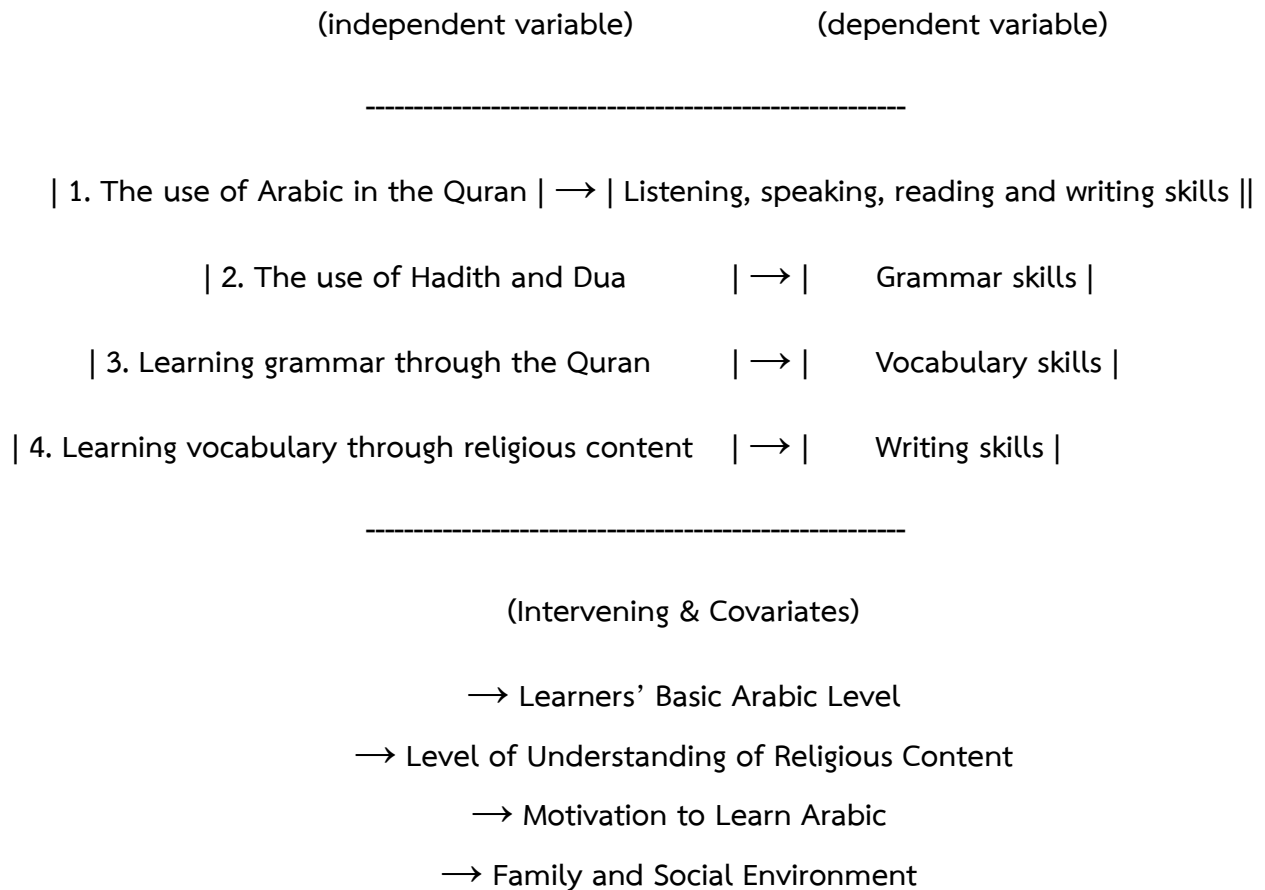 (independent variable) (dependent variable)
--------------------------------------------------------
| 1. The use of Arabic in the Quran | → | Listening, speaking, reading and writing skills ||
| 2. The use of Hadith and Dua | → | Grammar skills |
| 3. Learning grammar through the Quran | → | Vocabulary skills |
| 4. Learning vocabulary through religious content | → | Writing skills |
--------------------------------------------------------
(Intervening & Covariates)
→ Learners’ Basic Arabic Level
→ Level of Understanding of Religious Content
→ Motivation to Learn Arabic
→ Family and Social Environment